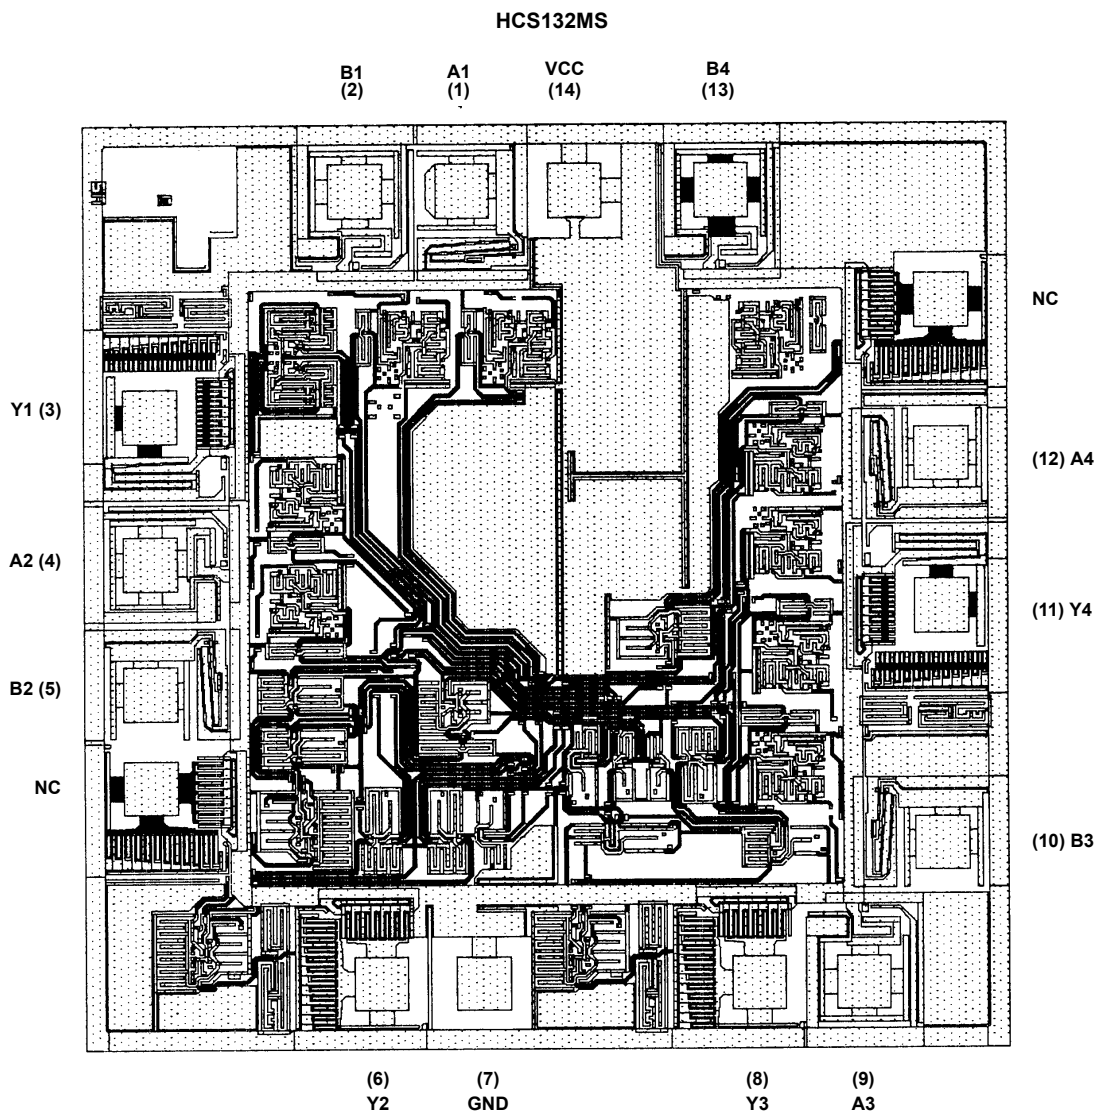 HCS132MS
B1
(2)
A1
(1)
VCC
(14)
B4
(13)
NC
Y1 (3)
(12) A4
A2 (4)
(11) Y4
B2 (5)
NC
(10) B3
(6)
Y2
(7)
GND
(8)
Y3
(9)
A3